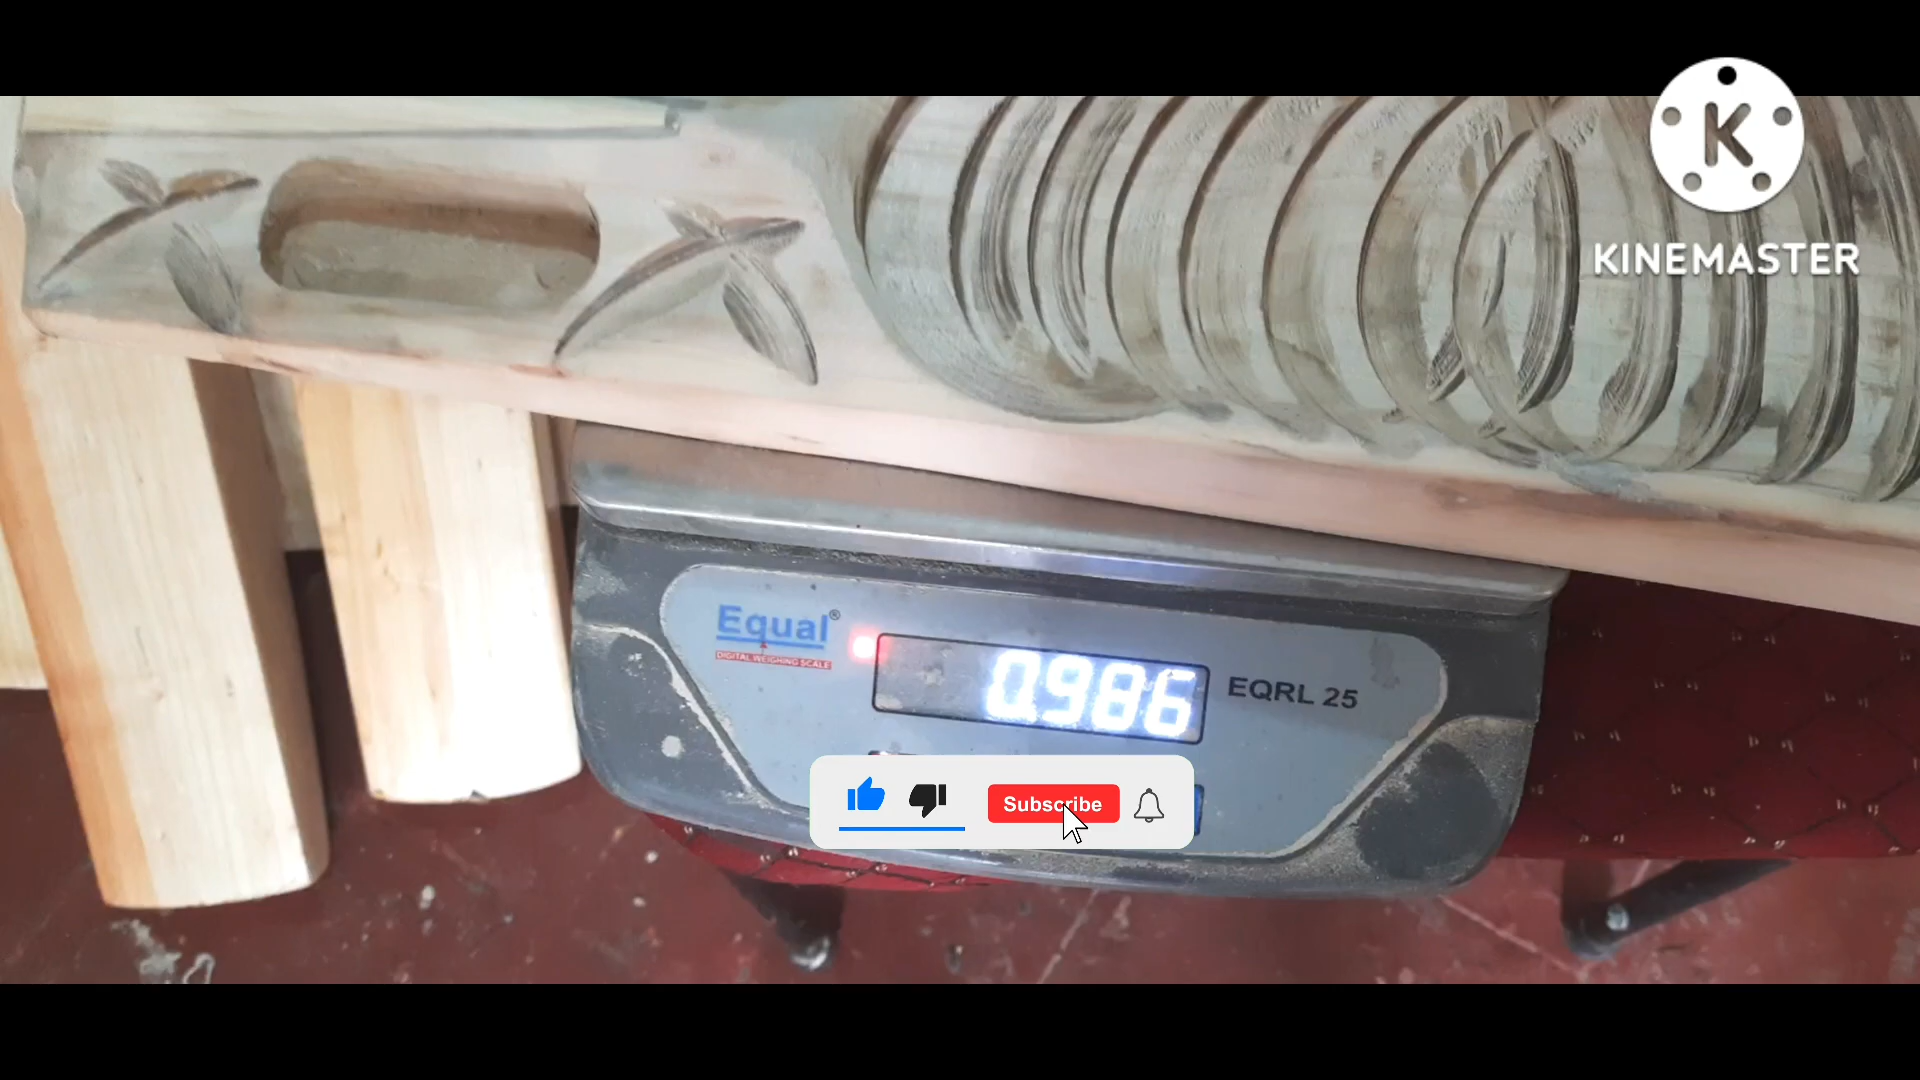 K
KINEMASTER
Equal®
DIGITAL WEIGHING SCALE
0.986
EQRL 25
Subscribe